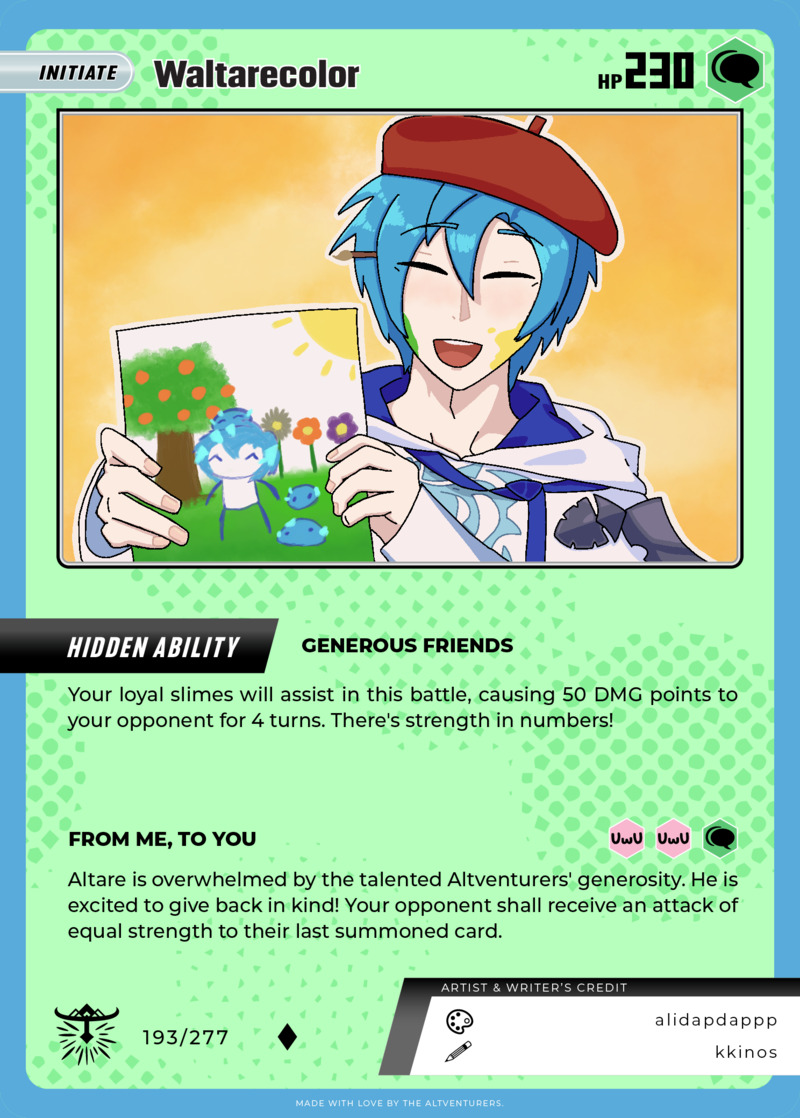 INITIATE
Waltarecolor
HP 230
HIDDEN ABILITY
GENEROUS FRIENDS
Your loyal slimes will assist in this battle, causing 50 DMG points to
your opponent for 4 turns. There's strength in numbers!
FROM ME, TO YOU
UwU UwU
Altare is overwhelmed by the talented Altventurers' generosity. He is
excited to give back in kind! Your opponent shall receive an attack of
equal strength to their last summoned card.
193/277
ARTIST & WRITER'S CREDIT
alidapdappp
kkinos
MADE WITH LOVE BY THE ALTVENTURERS.